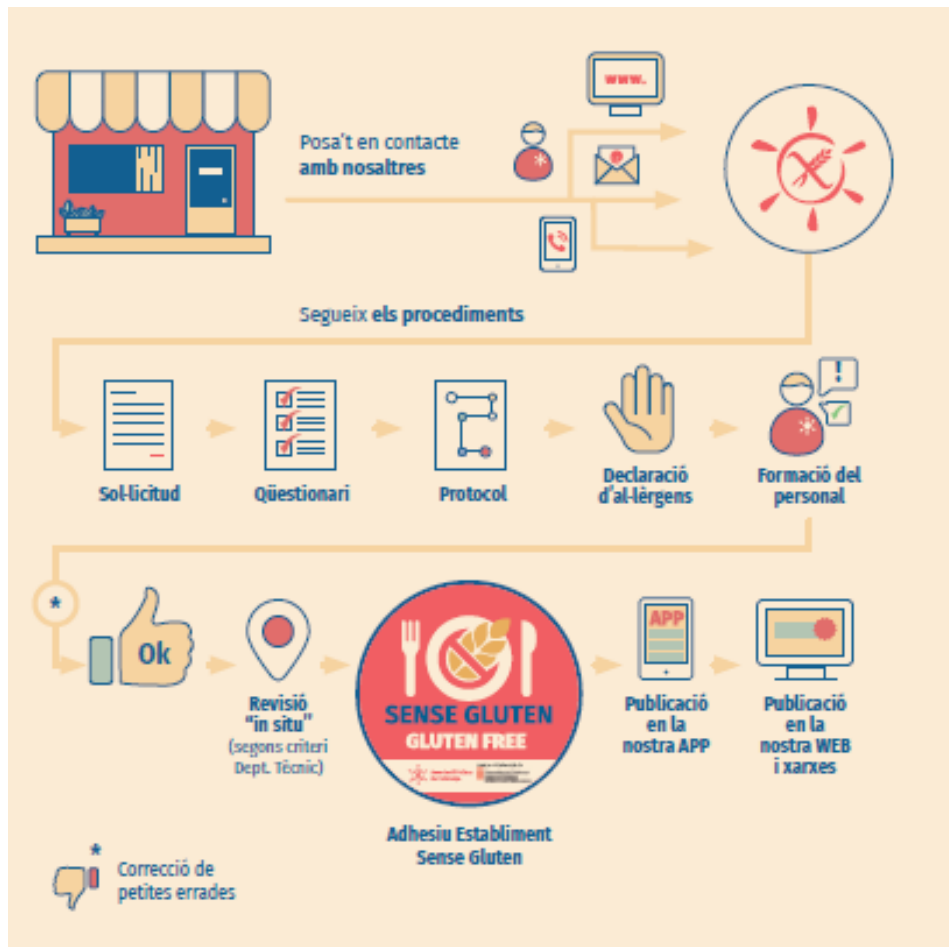 www.
Posa't en contacte
amb nosaltres
Segueix els procediments
Sol·licitud
Qüestionari
Protocol
Declaració
d'al·lèrgens
Formació del
personal
*
Ok
Revisió
"in situ"
(segons criteri
Dept. Tècnic)
SENSE GLUTEN
GLUTEN FREE
Adhesiu Establiment
Sense Gluten
APP
Publicació
en la
nostra APP
Publicació
en la
nostra WEB
i xarxes
*
Correcció de
petites errades